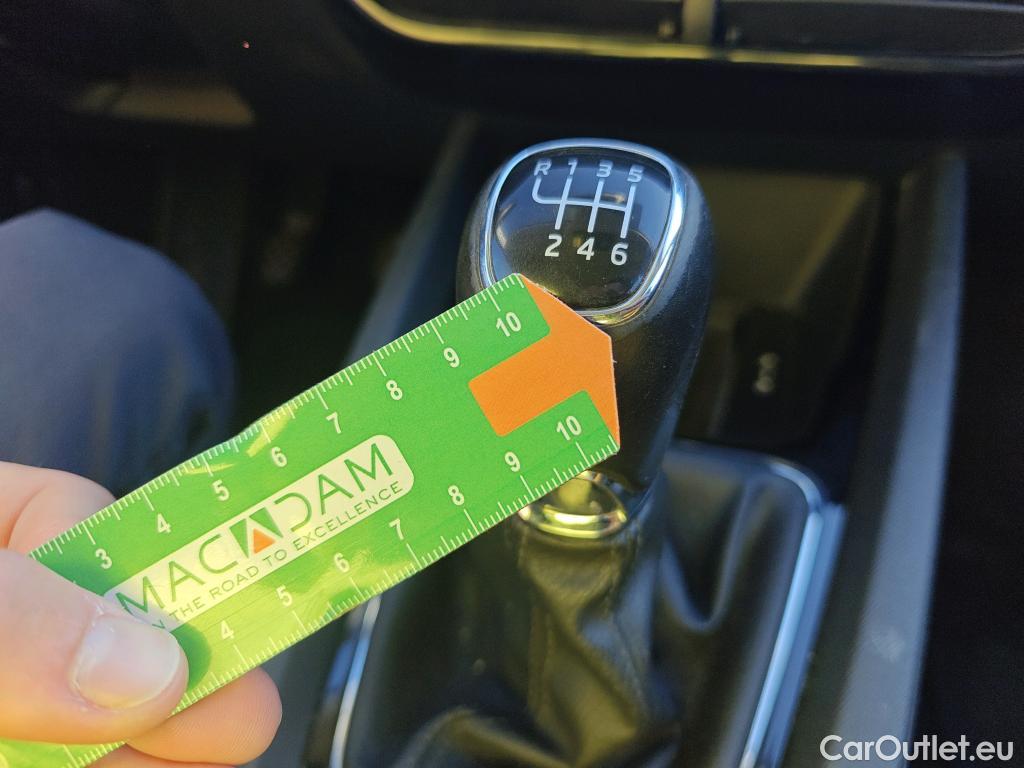 R 1 3 5
2 4 6
3 4 5 6 7 8 9 10
MACADAM
THE ROAD TO EXCELLENCE
4 5 6 7 8 9 10
CarOutlet.eu